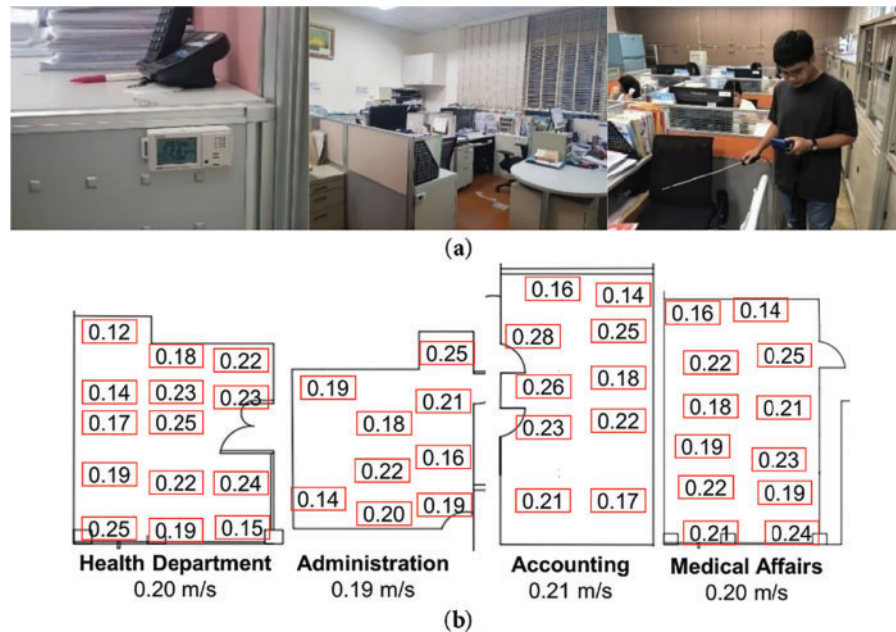 (a)
0.12
0.18 0.22
0.14 0.23 0.23
0.17 0.25
0.19 0.22 0.24
0.25 0.19 0.15
Health Department
0.20 m/s
0.25
0.19 0.21
0.18
0.22 0.16
0.14 0.20 0.19
Administration
0.19 m/s
0.16 0.14
0.28 0.25
0.26 0.18
0.23 0.22
0.21 0.17
Accounting
0.21 m/s
0.16 0.14
0.22 0.25
0.18 0.21
0.19 0.23
0.22 0.19
0.21 0.24
Medical Affairs
0.20 m/s
(b)